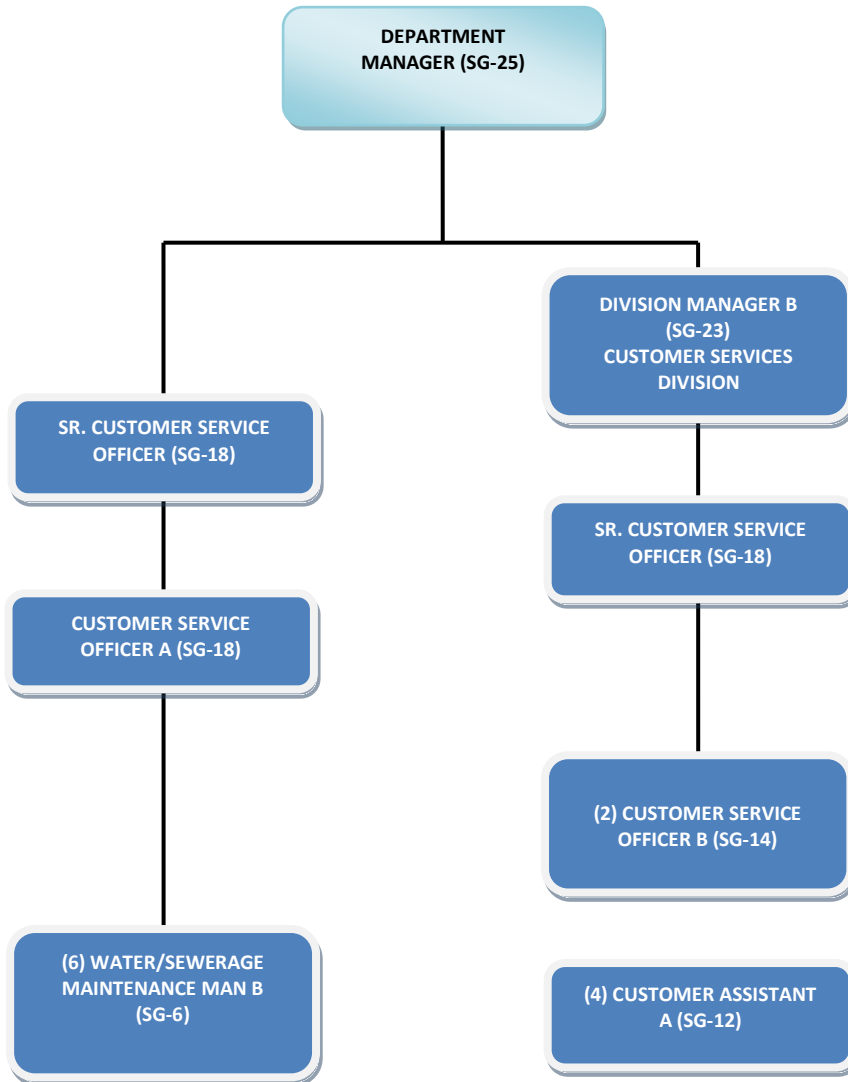 DEPARTMENT
MANAGER (SG-25)
DIVISION MANAGER B
(SG-23)
CUSTOMER SERVICES
DIVISION
SR. CUSTOMER SERVICE
OFFICER (SG-18)
SR. CUSTOMER SERVICE
OFFICER (SG-18)
CUSTOMER SERVICE
OFFICER A (SG-18)
(2) CUSTOMER SERVICE
OFFICER B (SG-14)
(6) WATER/SEWERAGE
MAINTENANCE MAN B
(SG-6)
(4) CUSTOMER ASSISTANT
A (SG-12)